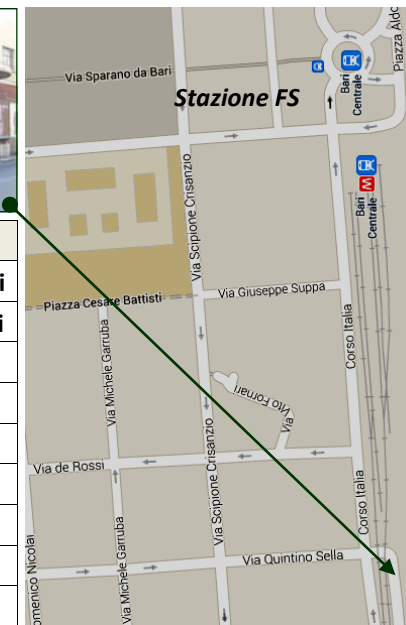 Via Sparano da Bari
Stazione FS
Bari
Centrale
Piazza Aldo
Bari
Centrale
Via Scipione Crisanzio
Piazza Cesare Battisti
Via Giuseppe Suppa
Corso Italia
Via Michele Garruba
Via Vito Fornari
Via de Rossi
Via Scipione Crisanzio
Corso Italia
Via Quintino Sella
Via Michele Garruba
omenico Nicolai
i
i